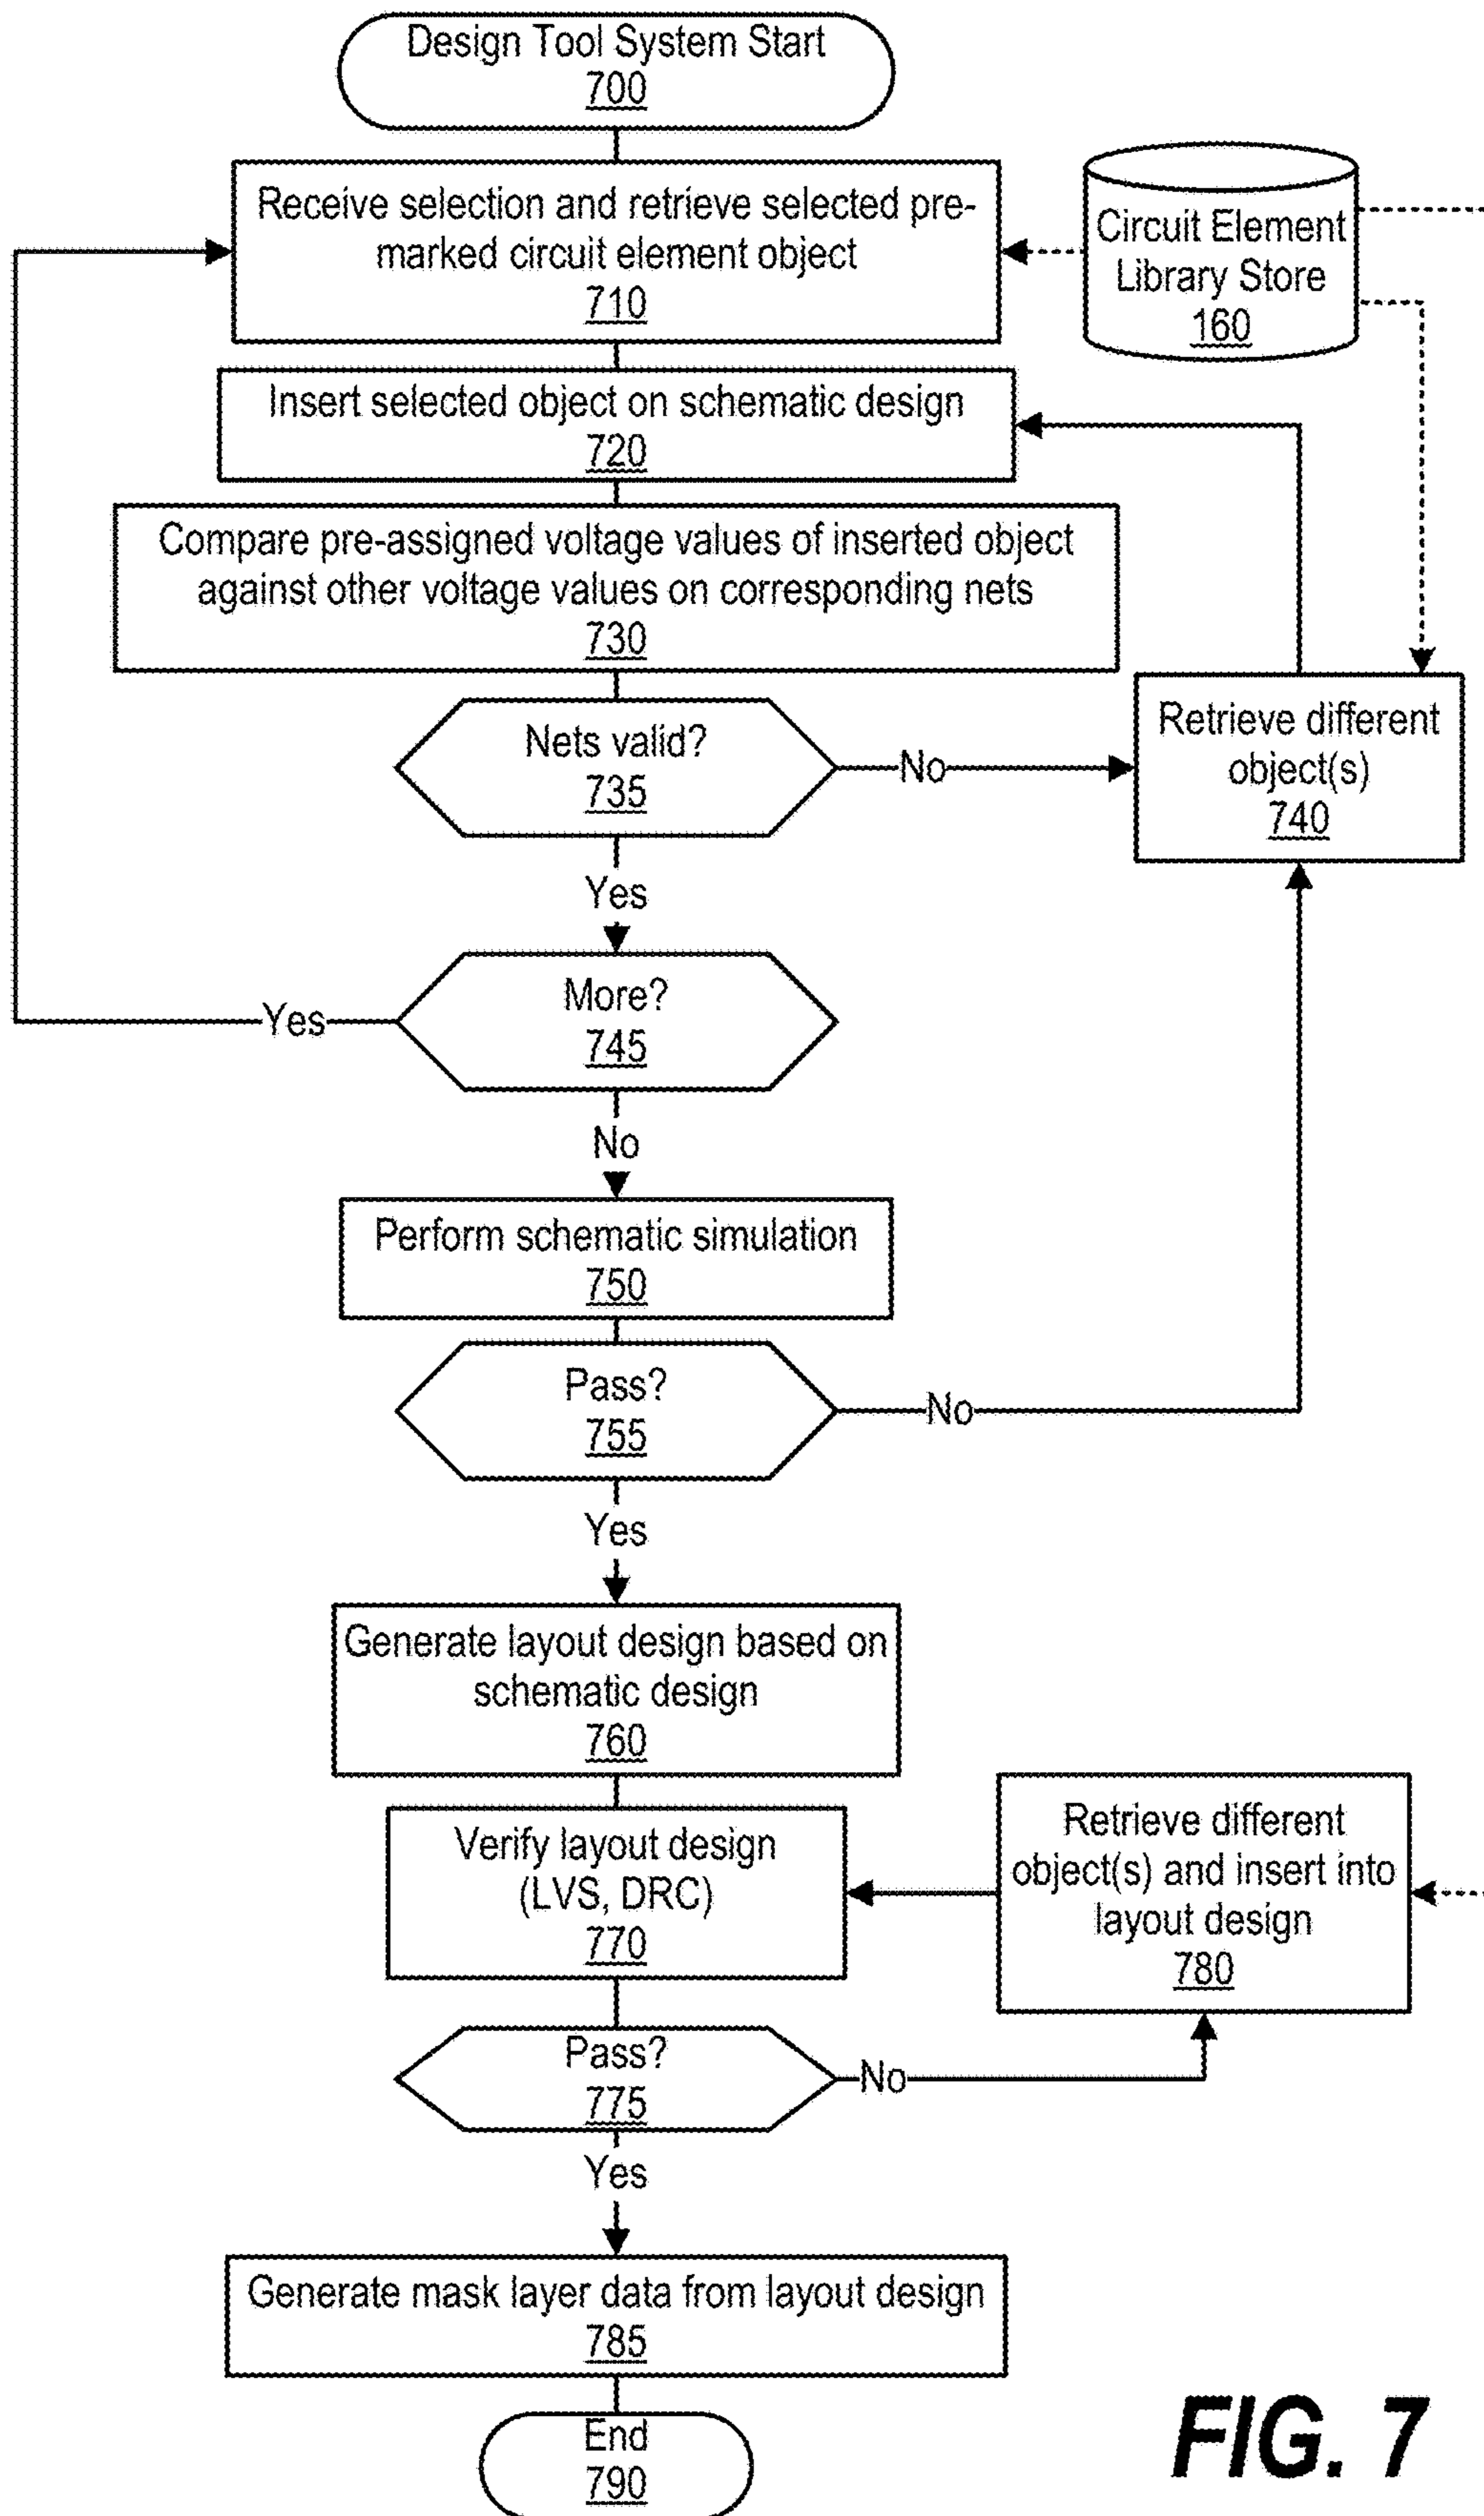 Design Tool System Start
700
Receive selection and retrieve selected pre-
marked circuit element object
710
Circuit Element
Library Store
160
Insert selected object on schematic design
720
Compare pre-assigned voltage values of inserted object
against other voltage values on corresponding nets
730
Nets valid?
735
No
Retrieve different
object(s)
740
Yes
More?
745
Yes
No
Perform schematic simulation
750
Pass?
755
No
Yes
Generate layout design based on
schematic design
760
Verify layout design
(LVS, DRC)
770
Retrieve different
object(s) and insert into
layout design
780
Pass?
775
No
Yes
Generate mask layer data from layout design
785
End
790
FIG. 7